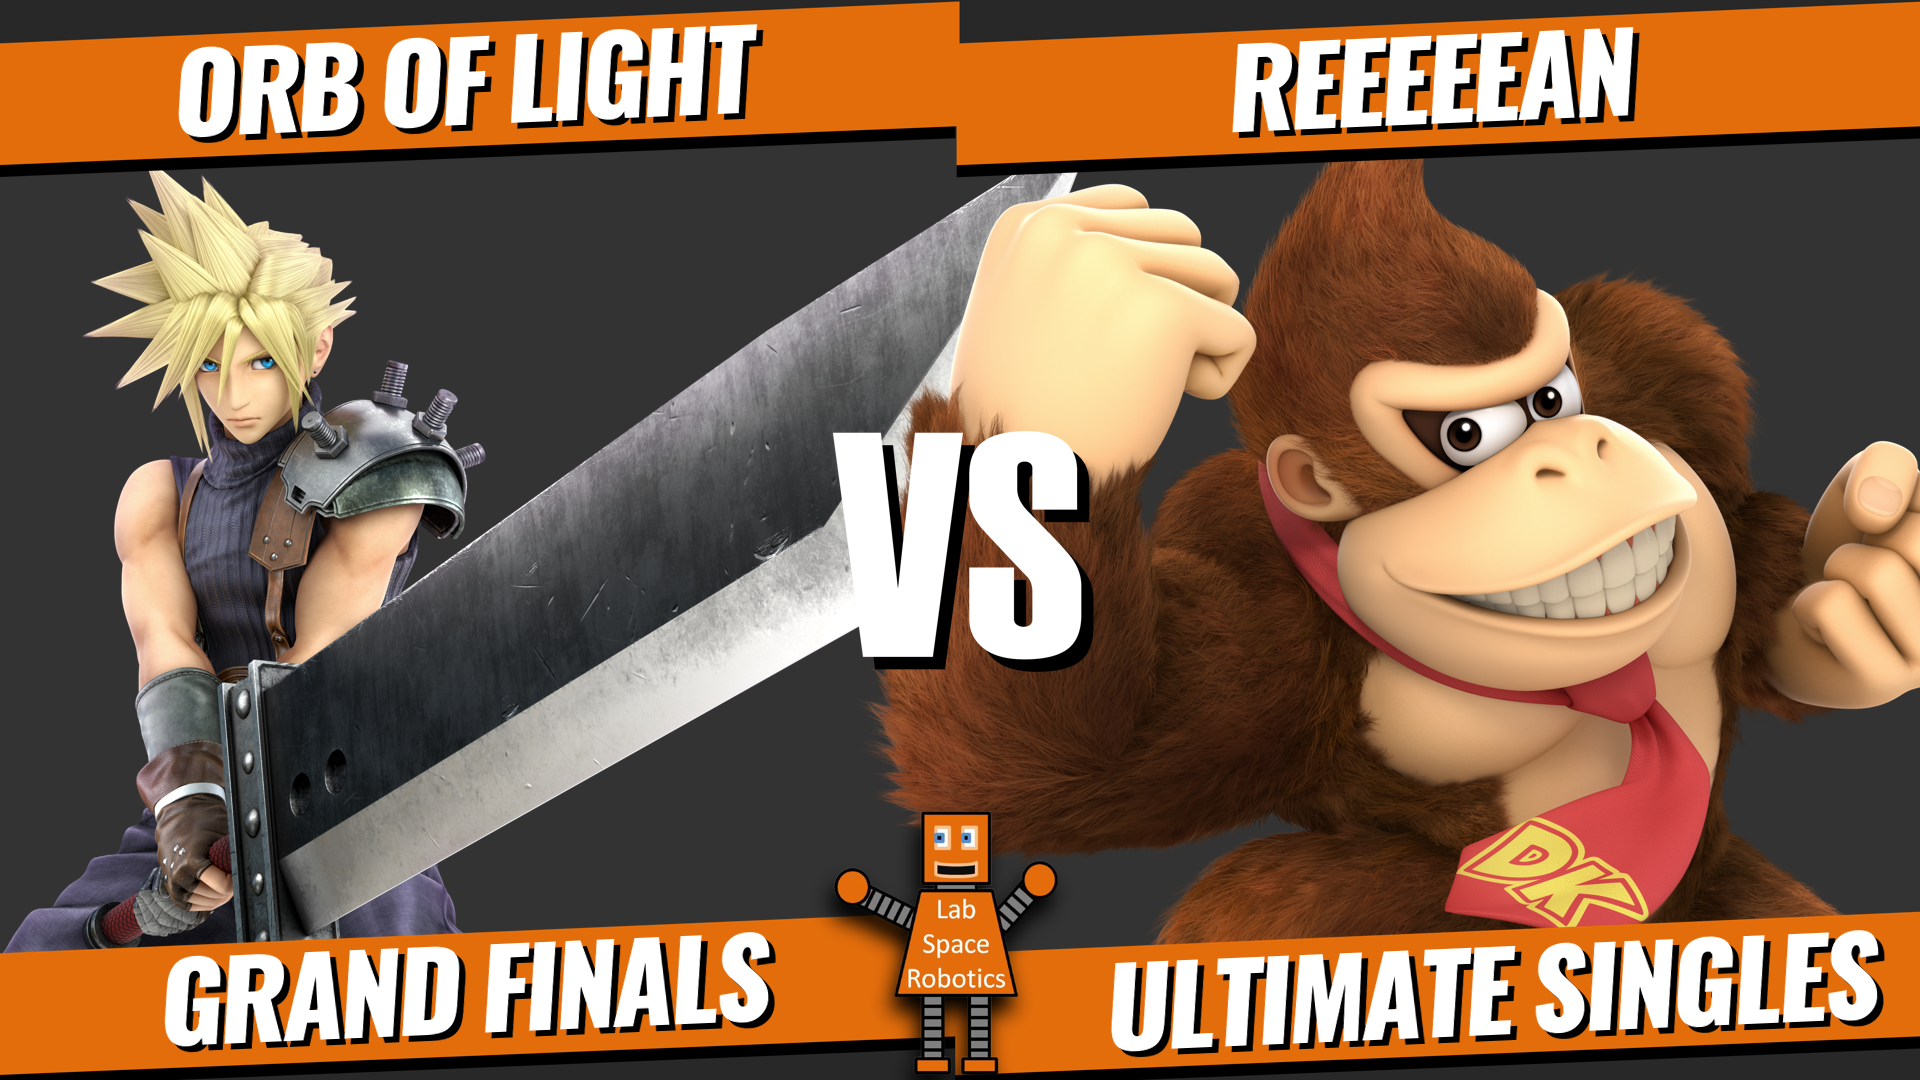 ORB OF LIGHT
REEEEEAN
VS
DK
Lab
Space
Robotics
GRAND FINALS
ULTIMATE SINGLES